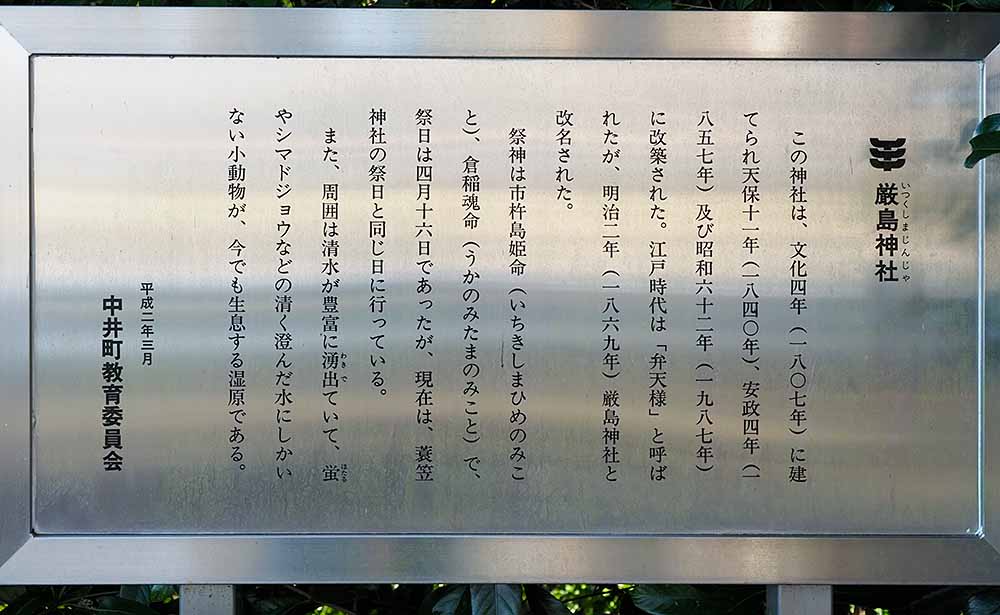 厳島神社
いつくしまじんじゃ
この神社は、文化四年（一八〇七年）に建
てられ天保十一年（一八四〇年）、安政四年（一
八五七年）及び昭和六十二年（一九八七年）
に改築された。江戸時代は「弁天様」と呼ば
れたが、明治二年（一八六九年）厳島神社と
改名された。
祭神は市杵島姫命（いちきしまひめのみこ
と）、倉稲魂命（うかのみたまのみこと）で、
祭日は四月十六日であったが、現在は、蓑笠
神社の祭日と同じ日に行っている。
また、周囲は清水が豊富に湧出ていて、蛍
わきで
ほたる
やシマドジョウなどの清く澄んだ水にしかい
ない小動物が、今でも生息する湿原である。
平成二年三月
中井町教育委員会